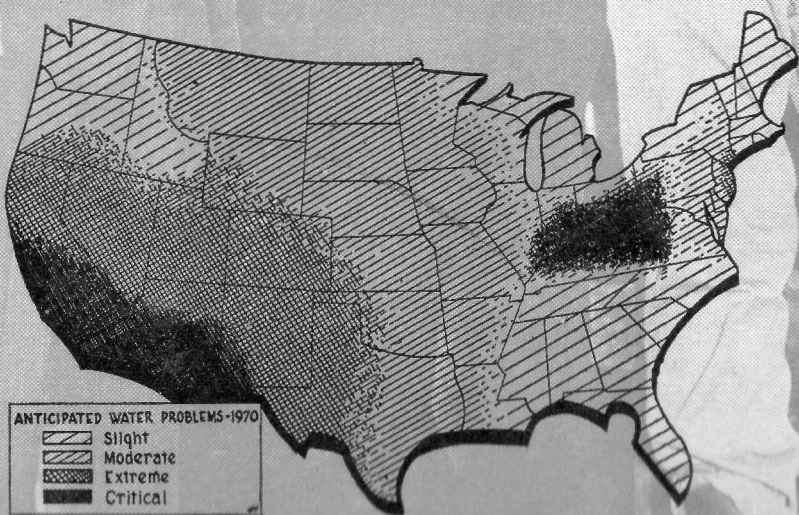 ANTICIPATED WATER PROBLEMS-1970
Slight
Moderate
Extreme
Critical